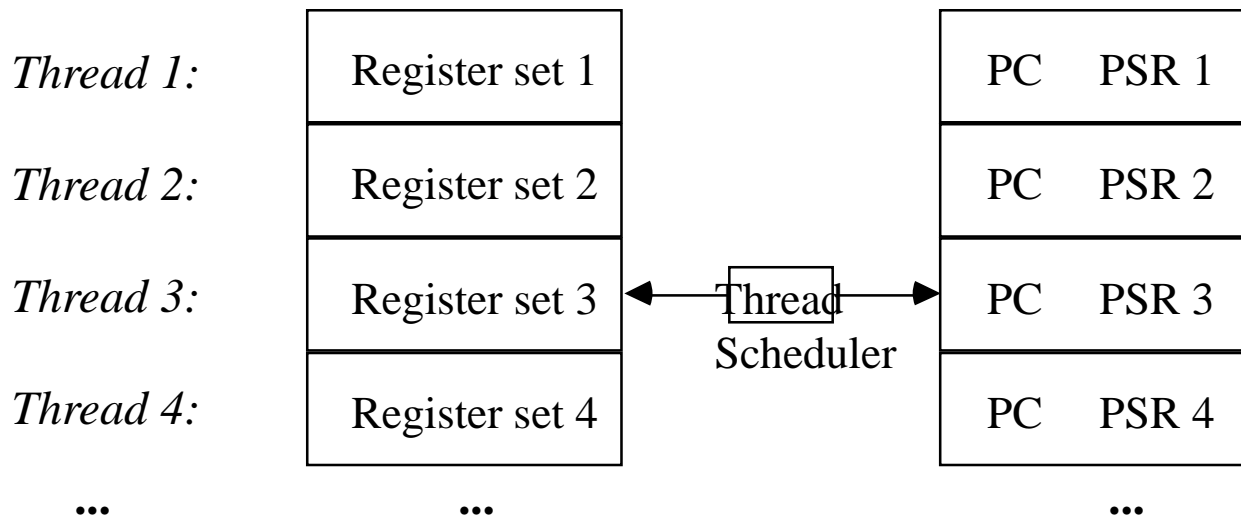 Thread 1: Register set 1 PC PSR 1
Thread 2: Register set 2 PC PSR 2
Thread 3: Register set 3 Thread PC PSR 3
Scheduler
Thread 4: Register set 4 PC PSR 4
... ... ...